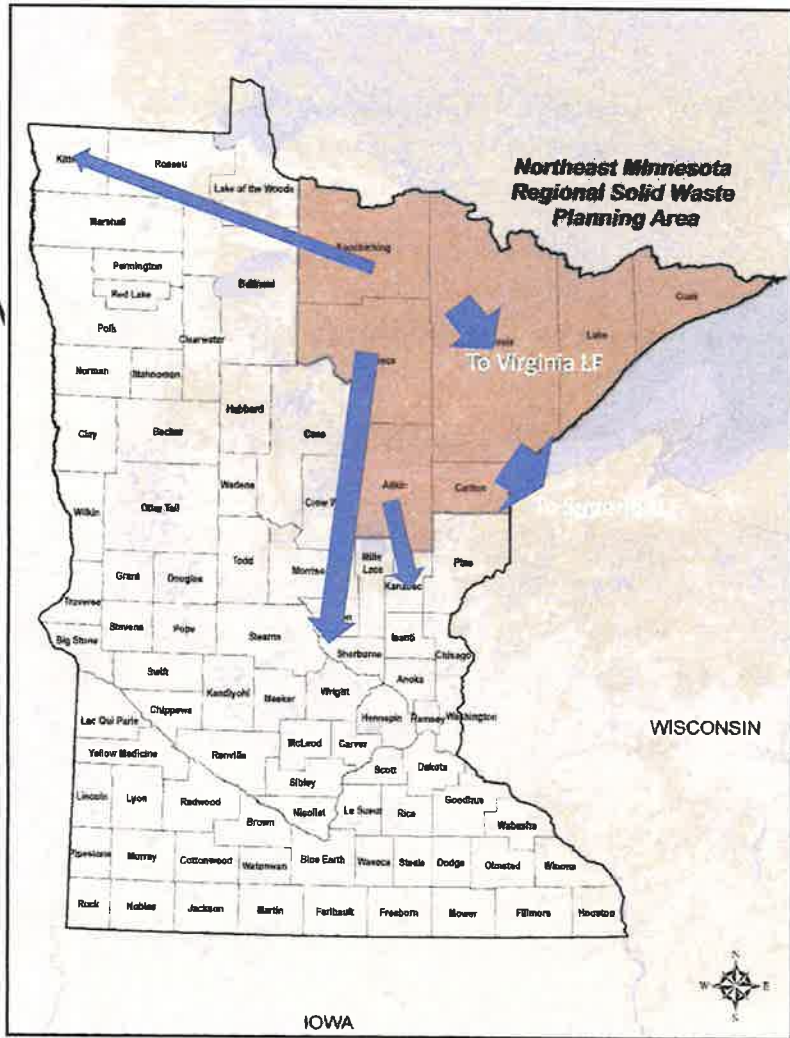 Northeast Minnesota
Regional Solid Waste
Planning Area
Roseau
Lake of the Woods
Marshall
Koochiching
Pennington
Red Lake
Beltrami
Polk
Clearwater
Cook
Lake
To Virginia LF
Norman
Mahnomen
Hubbard
Cass
Clay
Becker
Aitkin
Carlton
Wadena
Wilkin
Otter Tail
Todd
Mille
Lacs
Pine
Morrison
Kanabec
Grant
Douglas
Traverse
Stevens
Pope
Stearns
Isanti
Big Stone
Sherburne
Chisago
Swift
Anoka
Kandiyohi
Meeker
Wright
Chippewa
Hennepin
Ramsey
Washington
Lac Qui Parle
WISCONSIN
Yellow Medicine
Renville
McLeod
Carver
Scott
Dakota
Sibley
Lincoln
Lyon
Redwood
Nicollet
Le Sueur
Rice
Goodhue
Brown
Wabasha
Pipestone
Murray
Cottonwood
Watonwan
Blue Earth
Waseca
Steele
Dodge
Olmsted
Winona
Rock
Nobles
Jackson
Martin
Faribault
Freeborn
Mower
Fillmore
Houston
N
W
E
S
IOWA